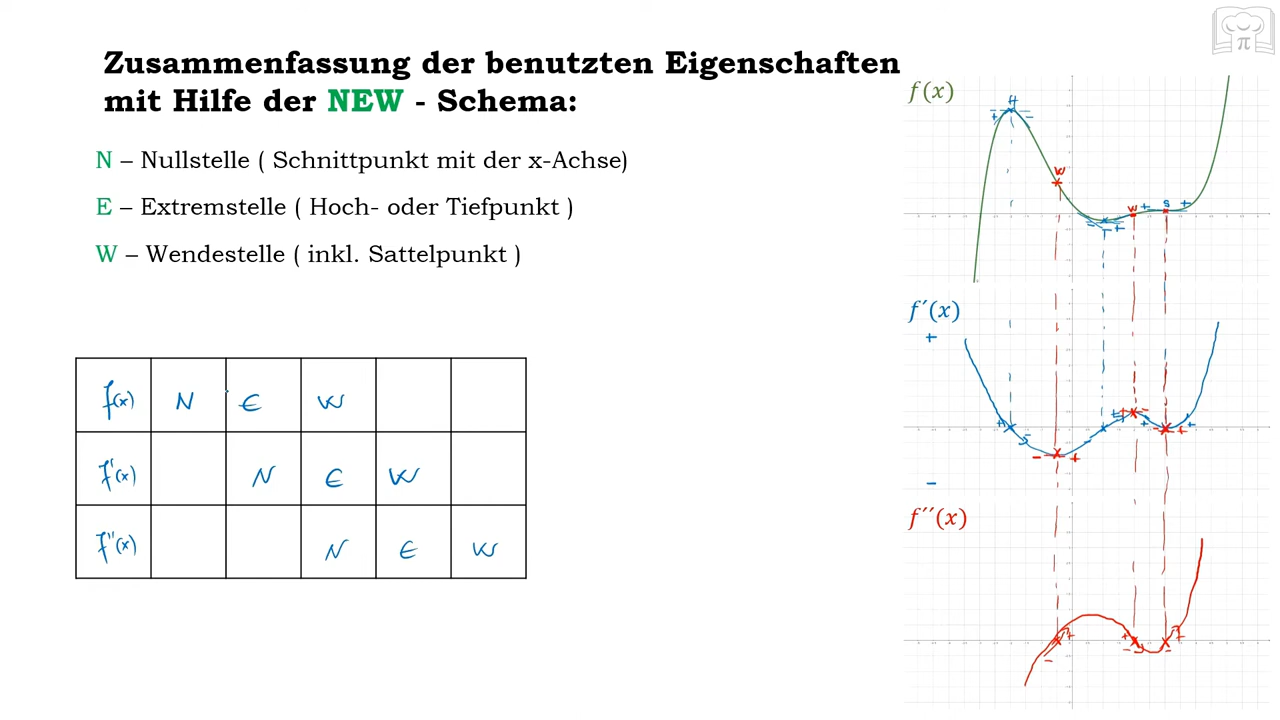 Zusammenfassung der benutzten Eigenschaften
mit Hilfe der NEW - Schema:
N – Nullstelle ( Schnittpunkt mit der x-Achse)
E – Extremstelle ( Hoch- oder Tiefpunkt )
W – Wendestelle ( inkl. Sattelpunkt )
f(x) N E W
f'(x) N E W
f''(x) N E W
π
f(x)
H
+ −
W
− +
W + S +
f′(x)
+
+ −
− +
+ −
+ − + +
−
f′′(x)
− +
+ −
− +